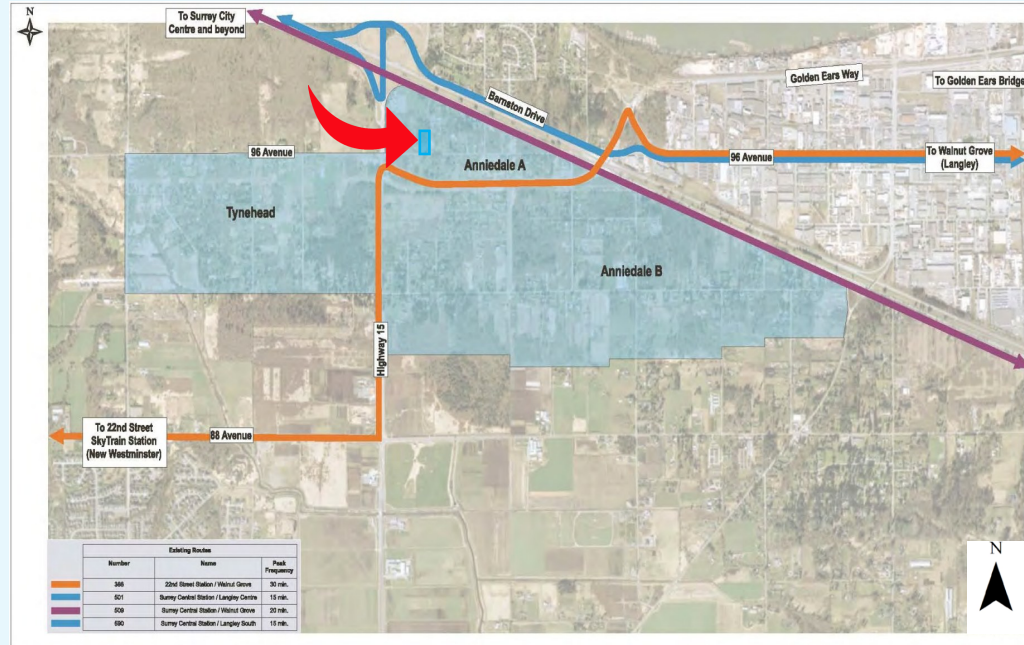 N
To Surrey City
Centre and beyond
Golden Ears Way
To Golden Ears Bridge
Barnston Drive
96 Avenue
96 Avenue
To Walnut Grove
(Langley)
Anniedale A
Tynehead
Anniedale B
Highway 15
To 22nd Street
SkyTrain Station
(New Westminster)
88 Avenue
N
Existing Routes
Number Name Peak Frequency
388 22nd Street Station / Walnut Grove 30 min.
501 Surrey Central Station / Langley Centre 15 min.
509 Surrey Central Station / Walnut Grove 20 min.
590 Surrey Central Station / Langley South 15 min.